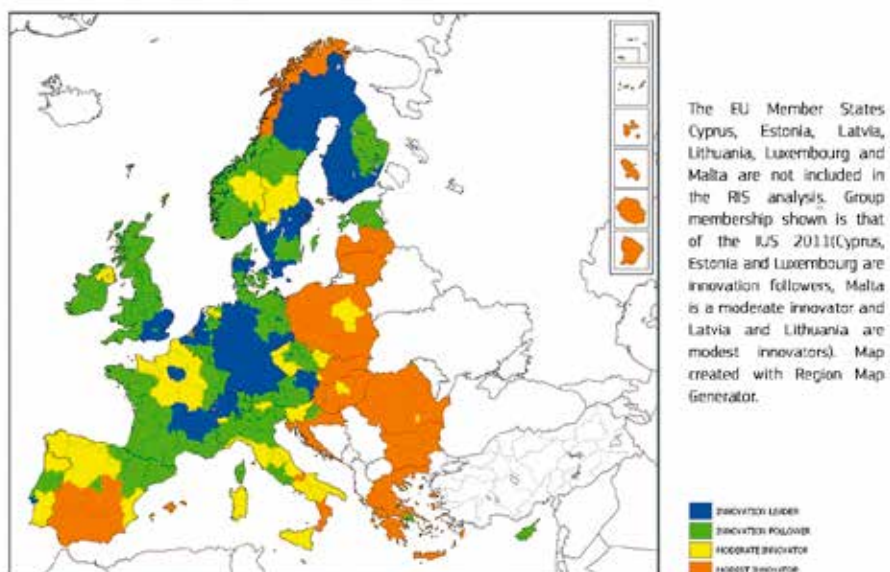 The EU Member States
Cyprus, Estonia, Latvia,
Lithuania, Luxembourg and
Malta are not included in
the RIS analysis. Group
membership shown is that
of the IUS 2011(Cyprus,
Estonia and Luxembourg are
innovation followers, Malta
is a moderate innovator and
Latvia and Lithuania are
modest innovators). Map
created with Region Map
Generator.
INNOVATION LEADER
INNOVATION FOLLOWER
MODERATE INNOVATOR
MODEST INNOVATOR